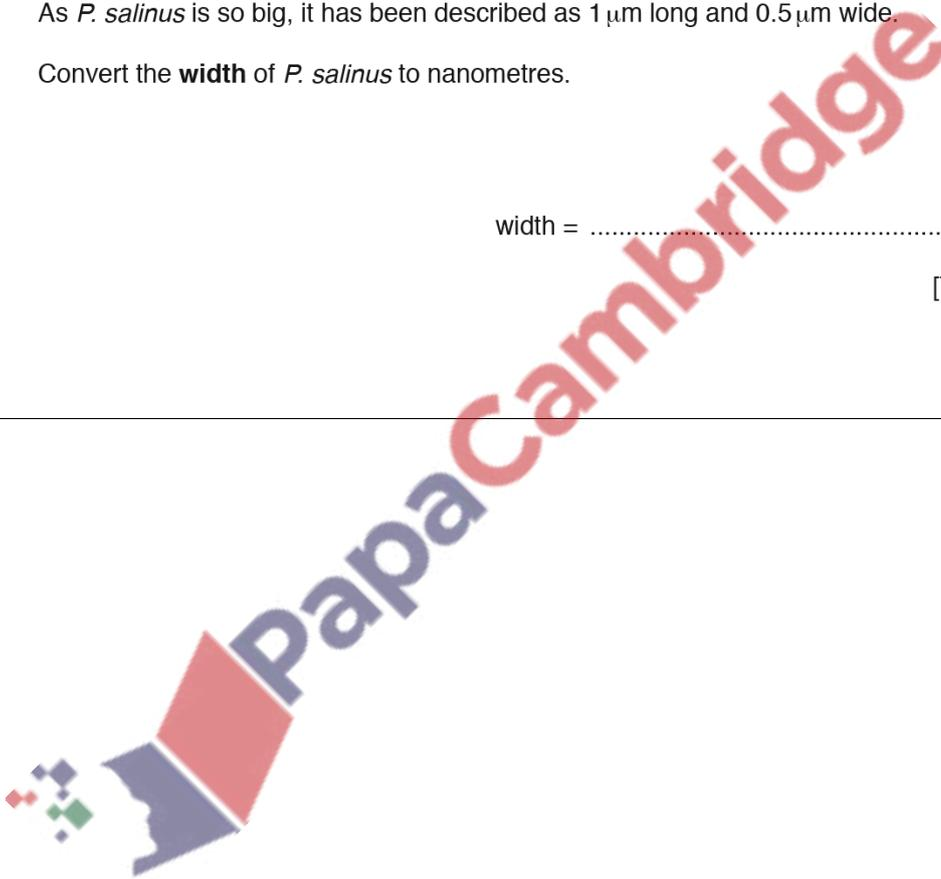 As P. salinus is so big, it has been described as 1 μm long and 0.5 μm wide.
Convert the width of P. salinus to nanometres.
width = ................................................
[
PapaCambridge